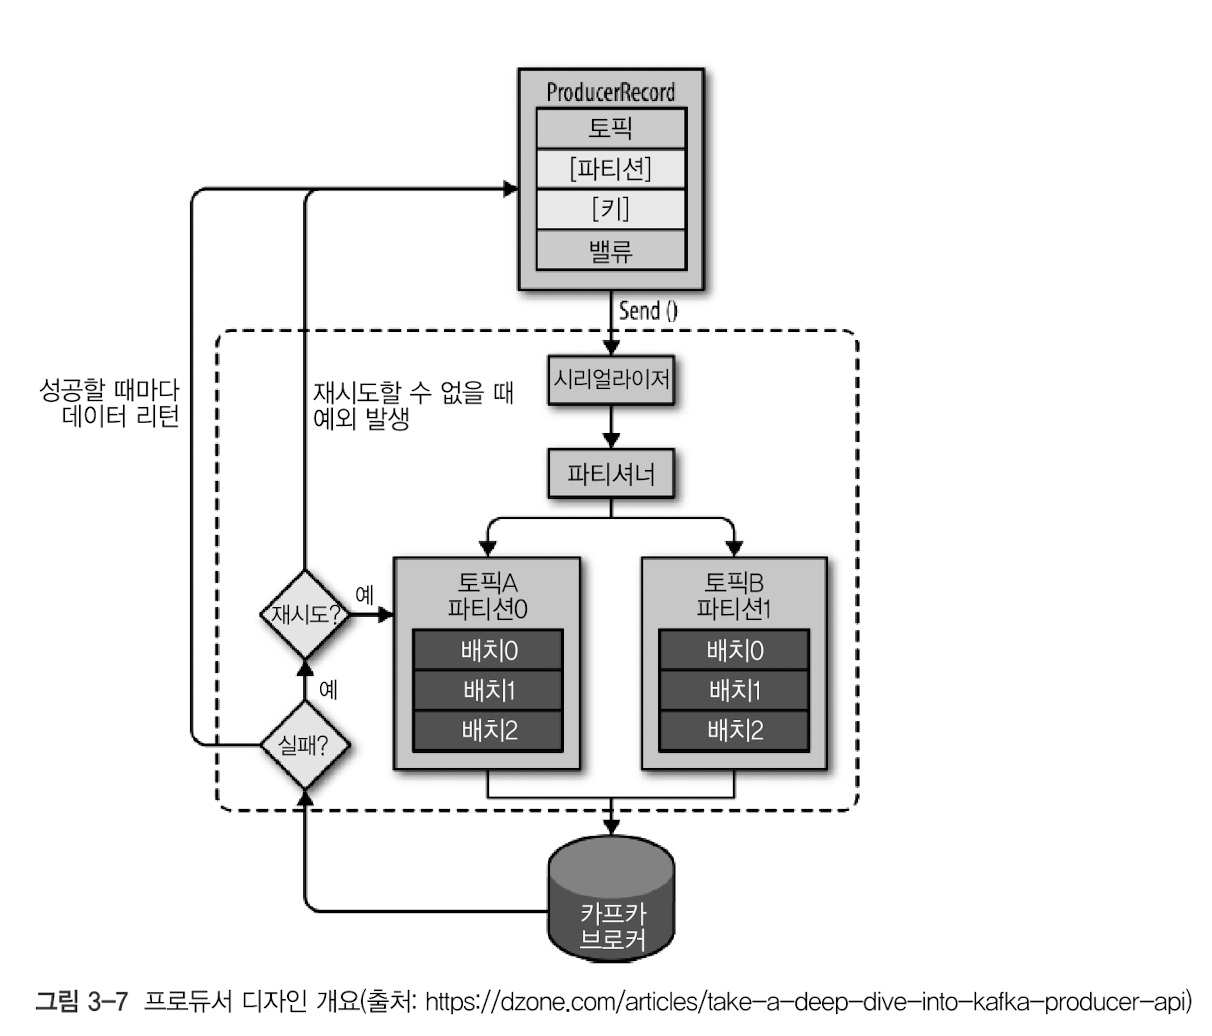 ProducerRecord
토픽
[파티션]
[키]
밸류
Send ()
시리얼라이저
파티셔너
성공할 때마다
데이터 리턴
재시도할 수 없을 때
예외 발생
토픽A
파티션0
배치0
배치1
배치2
토픽B
파티션1
배치0
배치1
배치2
재시도?
예
예
실패?
카프카
브로커
그림 3-7 프로듀서 디자인 개요(출처: https://dzone.com/articles/take-a-deep-dive-into-kafka-producer-api)